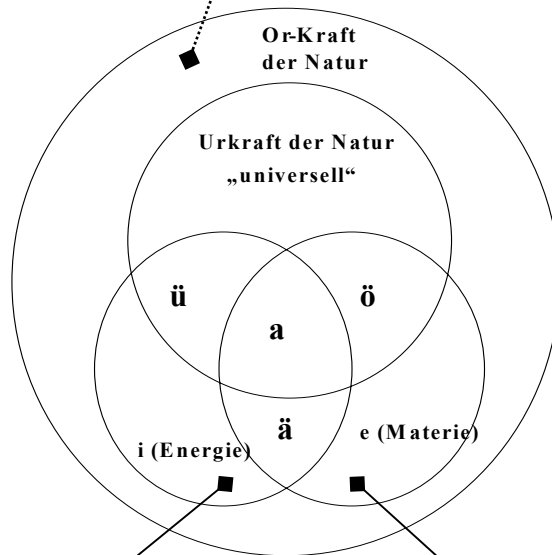 Or-Kraft
der Natur
Urkraft der Natur
„universell“
ü
ö
a
ä
i (Energie)
e (Materie)